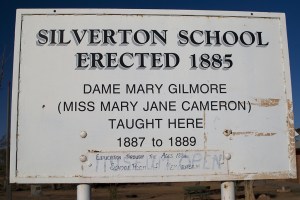 SILVERTON SCHOOL
ERECTED 1885
DAME MARY GILMORE
(MISS MARY JANE CAMERON)
TAUGHT HERE
1887 to 1889